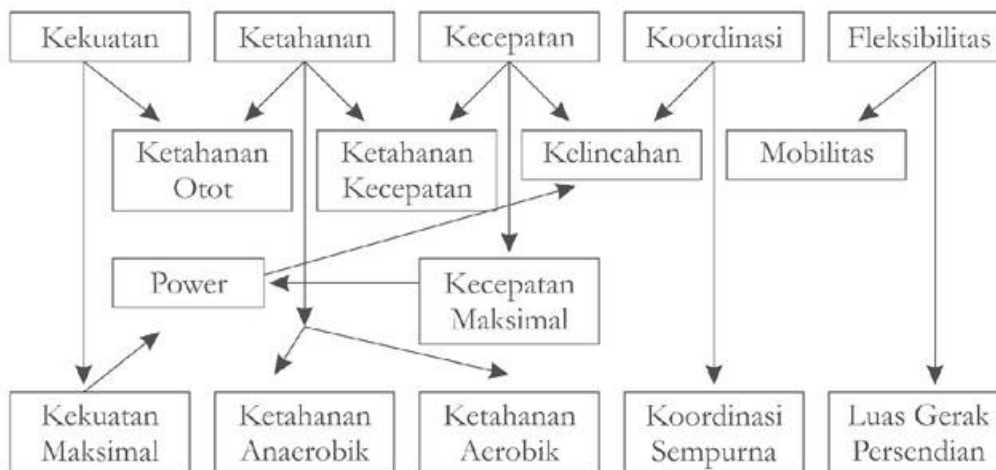 Kekuatan
Ketahanan
Kecepatan
Koordinasi
Fleksibilitas
Ketahanan
Otot
Ketahanan
Kecepatan
Kelincahan
Mobilitas
Power
Kecepatan
Maksimal
Kekuatan
Maksimal
Ketahanan
Anaerobik
Ketahanan
Aerobik
Koordinasi
Sempurna
Luas Gerak
Persendian